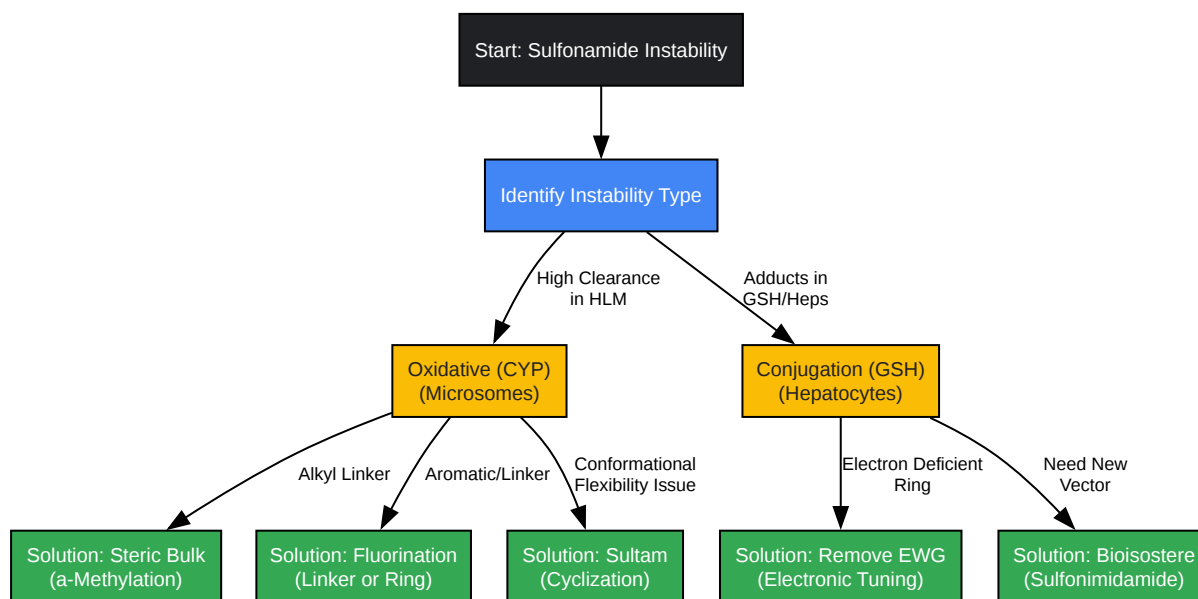 Start: Sulfonamide Instability
Identify Instability Type
High Clearance
in HLM
Adducts in
GSH/Heps
Oxidative (CYP)
(Microsomes)
Conjugation (GSH)
(Hepatocytes)
Alkyl Linker
Aromatic/Linker
Conformational
Flexibility Issue
Electron Deficient
Ring
Need New
Vector
Solution: Steric Bulk
(a-Methylation)
Solution: Fluorination
(Linker or Ring)
Solution: Sultam
(Cyclization)
Solution: Remove EWG
(Electronic Tuning)
Solution: Bioisostere
(Sulfonimidamide)